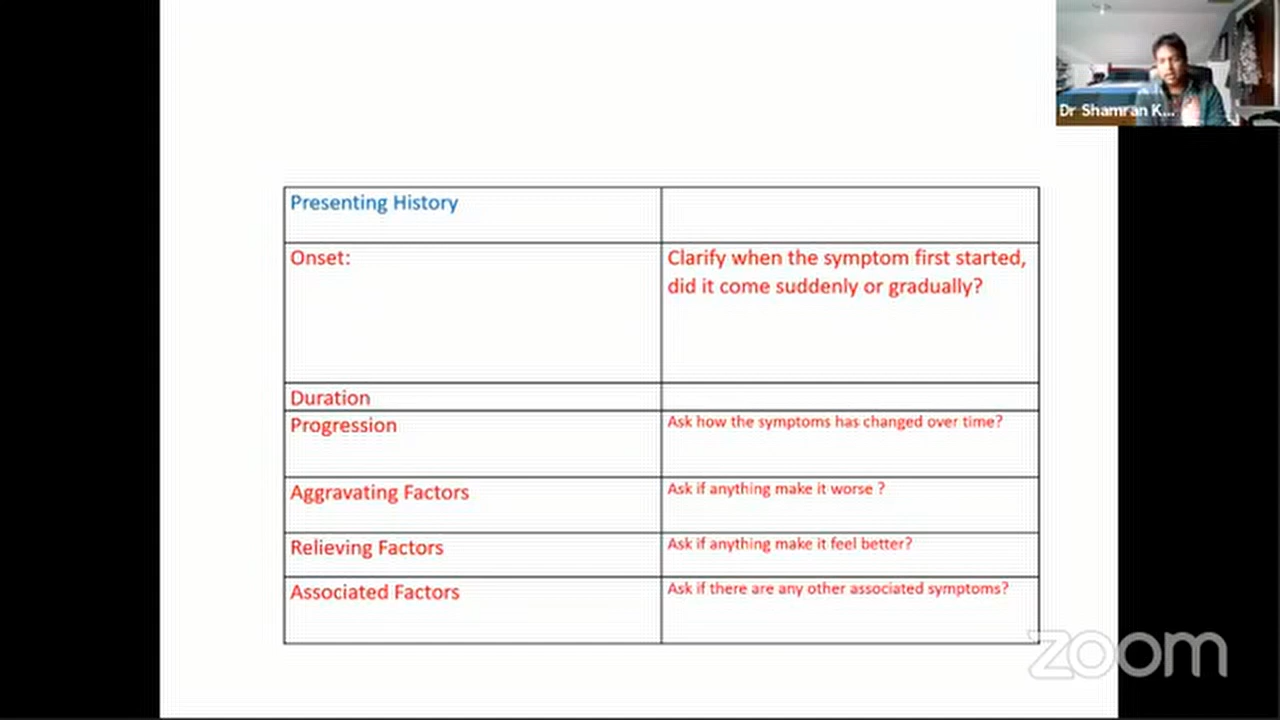 Dr Shamran K...
Presenting History
Onset:
Clarify when the symptom first started,
did it come suddenly or gradually?
Duration
Progression
Ask how the symptoms has changed over time?
Aggravating Factors
Ask if anything make it worse ?
Relieving Factors
Ask if anything make it feel better?
Associated Factors
Ask if there are any other associated symptoms?
zoom